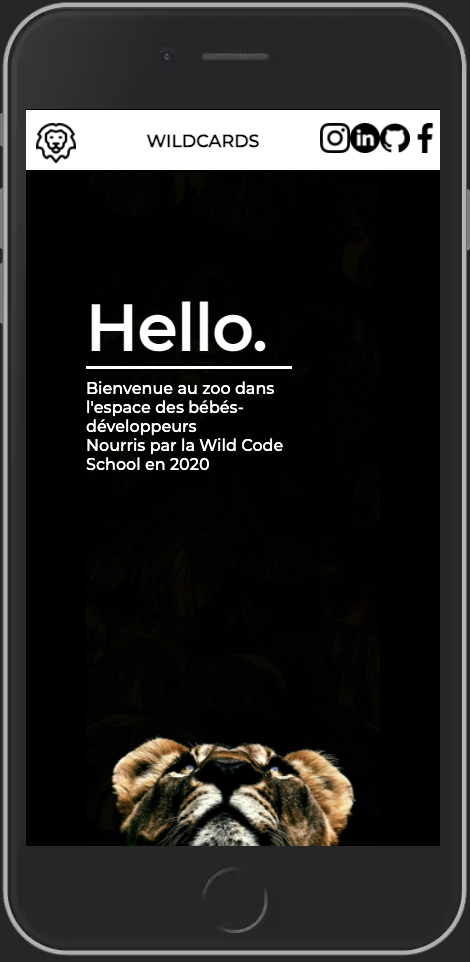 WILDCARDS
Hello.
Bienvenue au zoo dans
l'espace des bébés-
développeurs
Nourris par la Wild Code
School en 2020